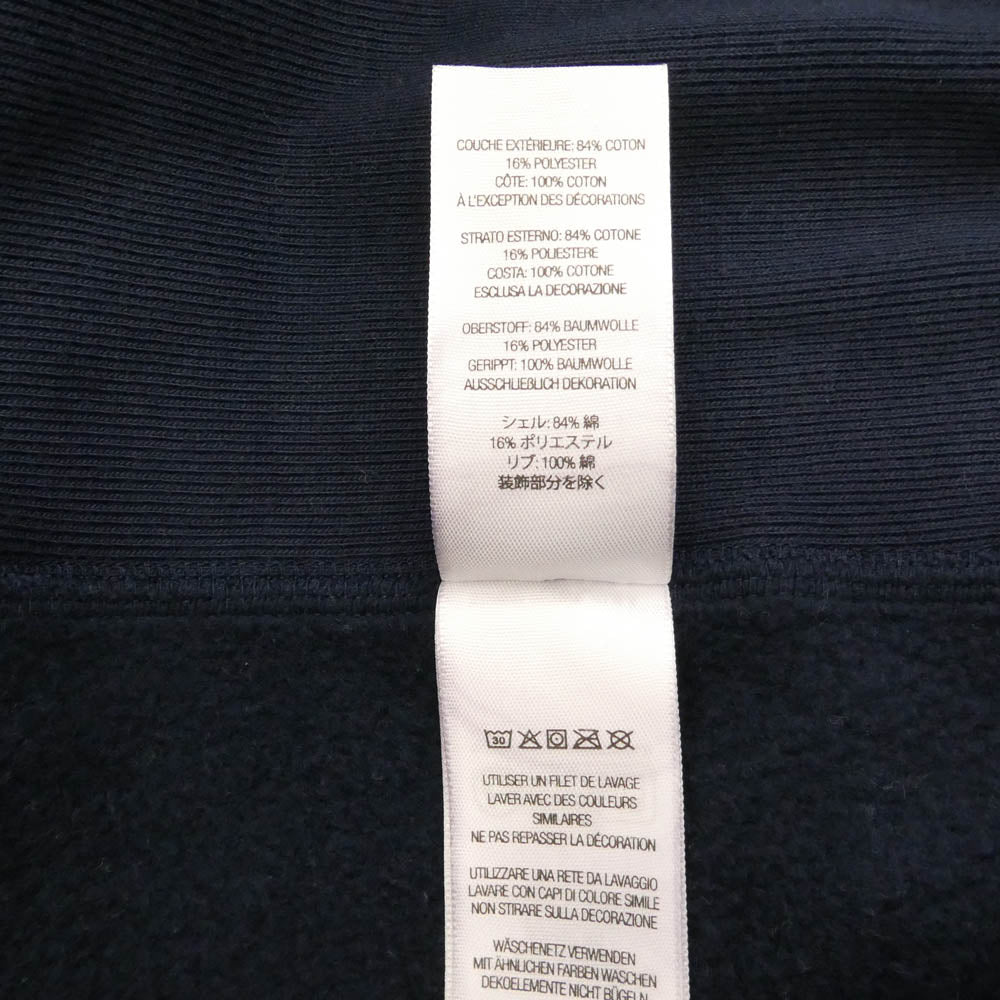 COUCHE EXTÉRIEURE: 84% COTON
16% POLYESTER
CÔTE: 100% COTON
À L'EXCEPTION DES DÉCORATIONS
STRATO ESTERNO: 84% COTONE
16% POLIESTERE
COSTA: 100% COTONE
ESCLUSA LA DECORAZIONE
OBERSTOFF: 84% BAUMWOLLE
16% POLYESTER
GERIPPT: 100% BAUMWOLLE
AUSSCHLIEßLICH DEKORATION
シェル: 84% 綿
16% ポリエステル
リブ: 100% 綿
装飾部分を除く
30
UTILISER UN FILET DE LAVAGE
LAVER AVEC DES COULEURS
SIMILAIRES
NE PAS REPASSER LA DÉCORATION
UTILIZZARE UNA RETE DA LAVAGGIO
LAVARE CON CAPI DI COLORE SIMILE
NON STIRARE SULLA DECORAZIONE
WÄSCHENETZ VERWENDEN
MIT ÄHNLICHEN FARBEN WASCHEN
DEKOELEMENTE NICHT BÜGELN